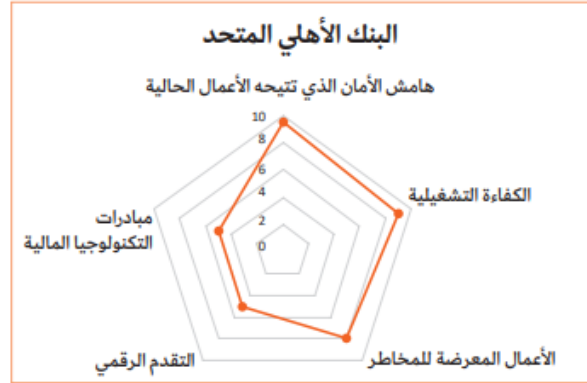 البنك الأهلي المتحد
هامش الأمان الذي تتيحه الأعمال الحالية
10
8
6
4
2
0
الكفاءة التشغيلية
مبادرات
التكنولوجيا المالية
الأعمال المعرضة للمخاطر
التقدم الرقمي